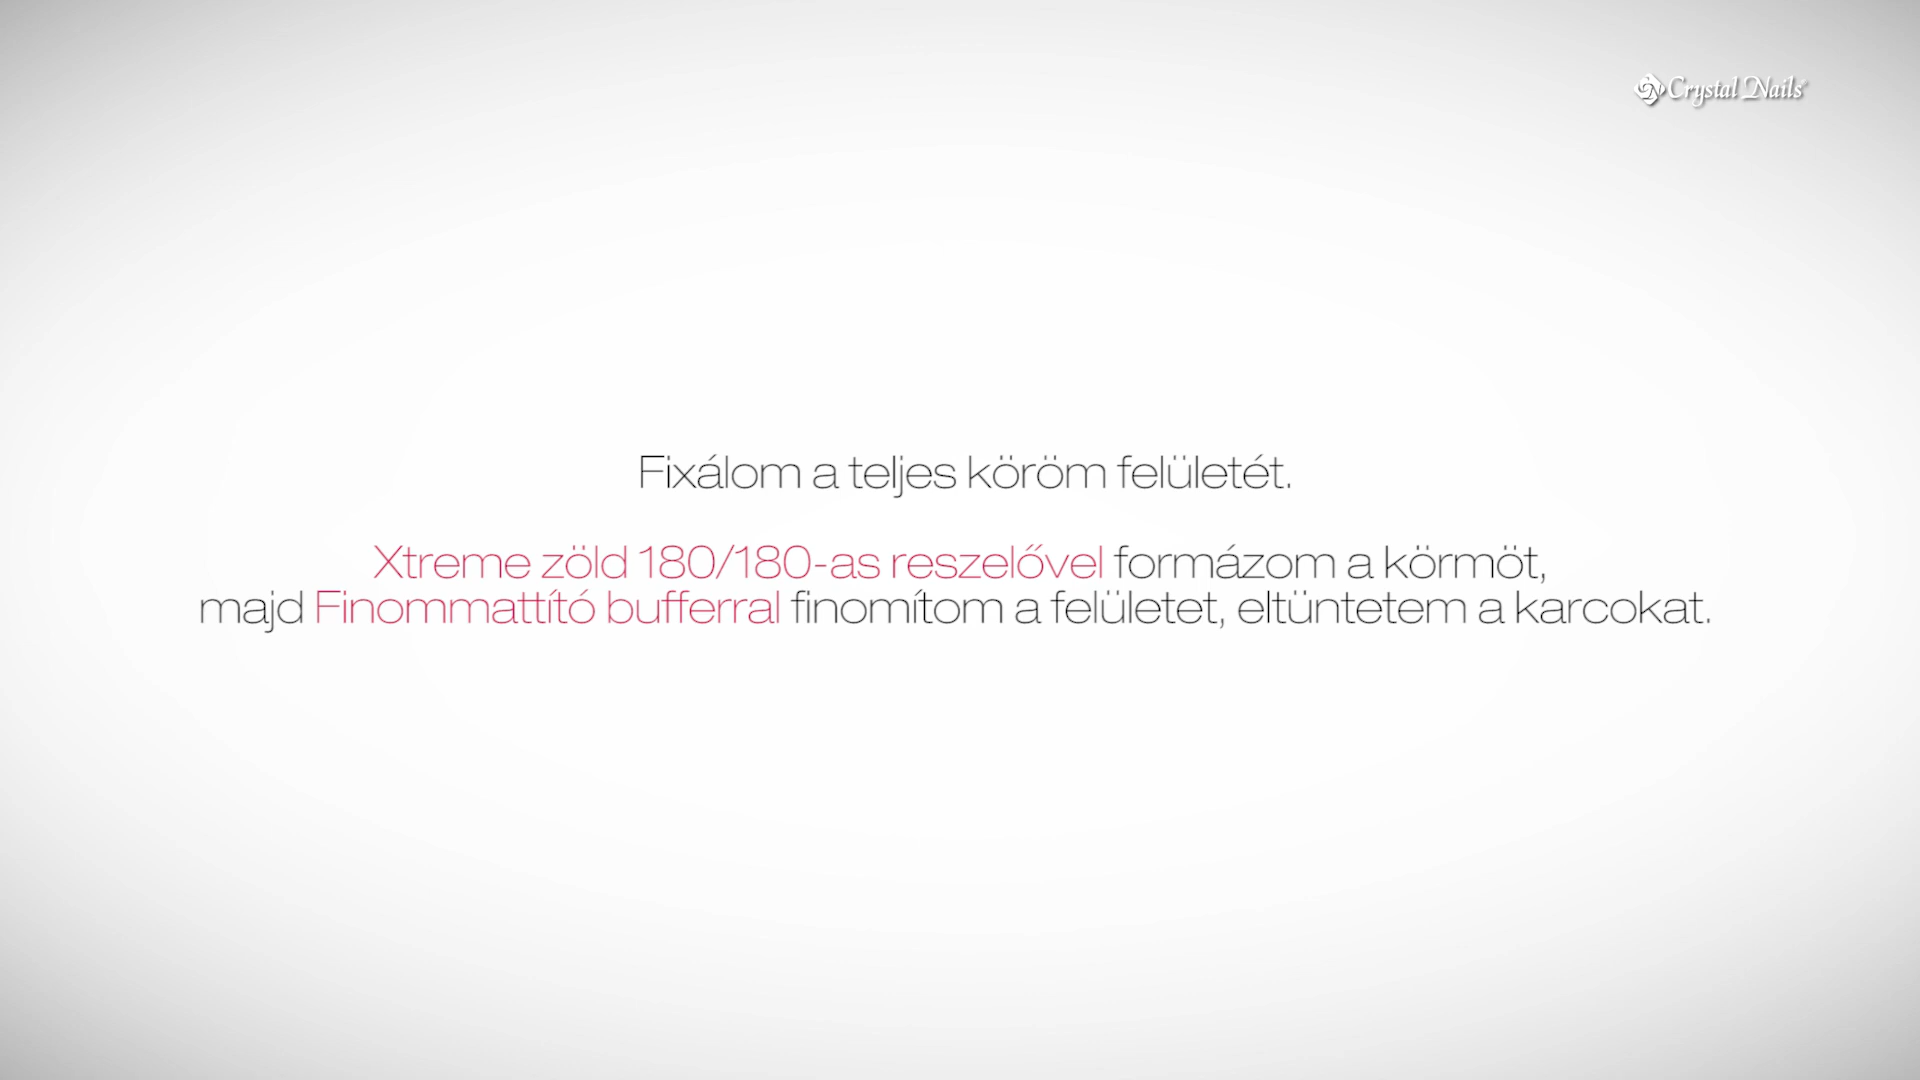 Crystal Nails®
Fixálom a teljes köröm felületét.
Xtreme zöld 180/180-as reszelővel formázom a körmöt,
majd Finommattító bufferral finomítom a felületet, eltüntetem a karcokat.